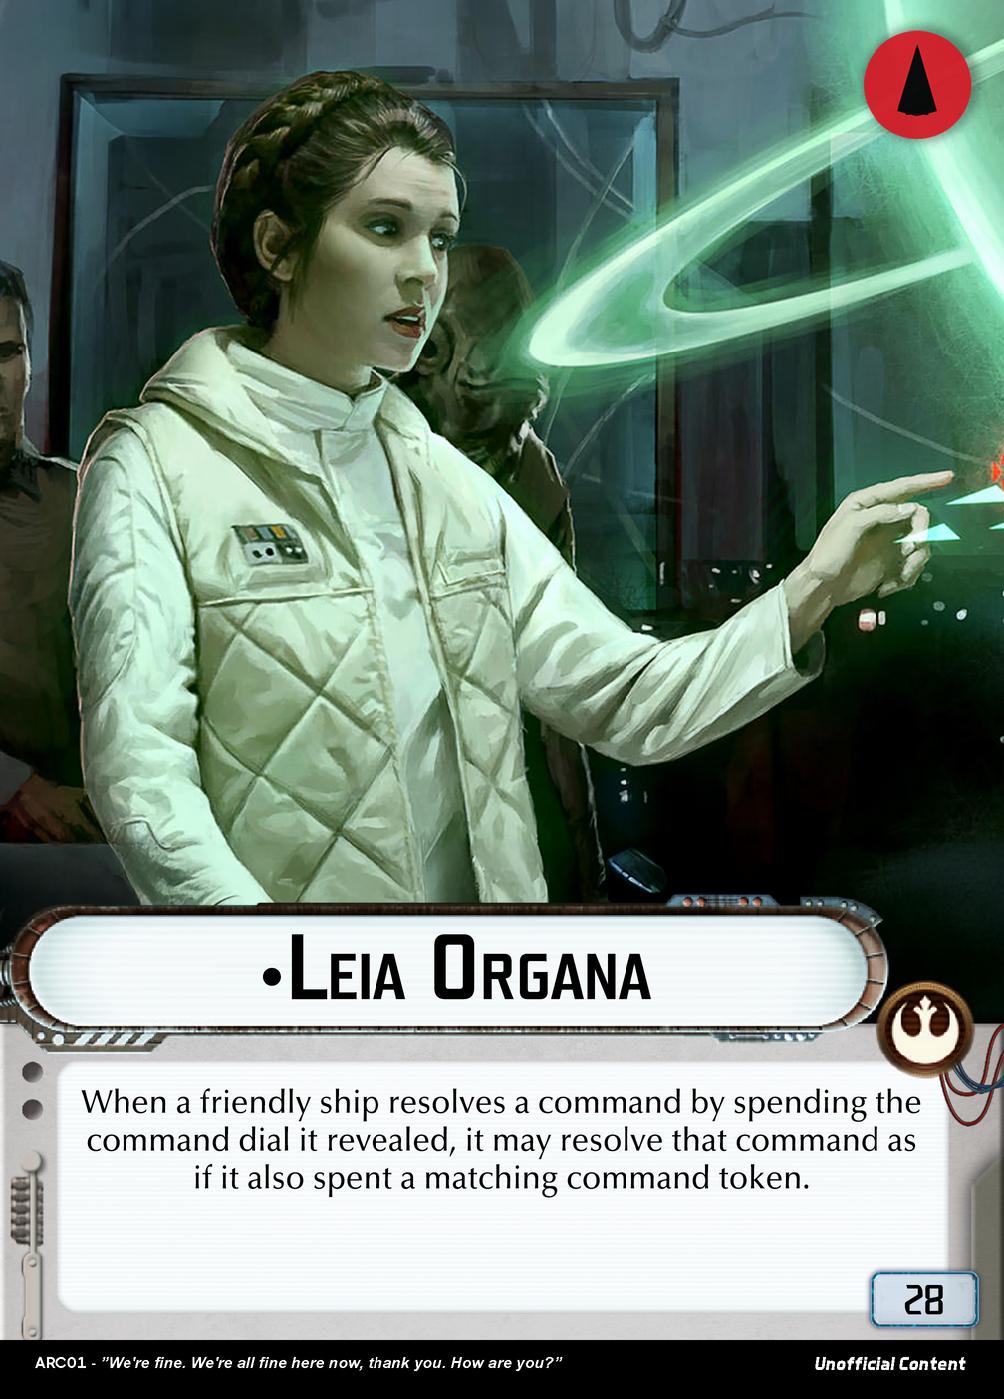 •Leia Organa
When a friendly ship resolves a command by spending the
command dial it revealed, it may resolve that command as
if it also spent a matching command token.
28
ARC01 - "We're fine. We're all fine here now, thank you. How are you?"
Unofficial Content